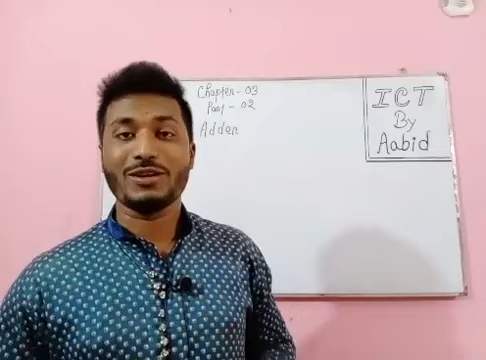 Chapter - 03
Part - 02
Adder
ICT
By
Aabid